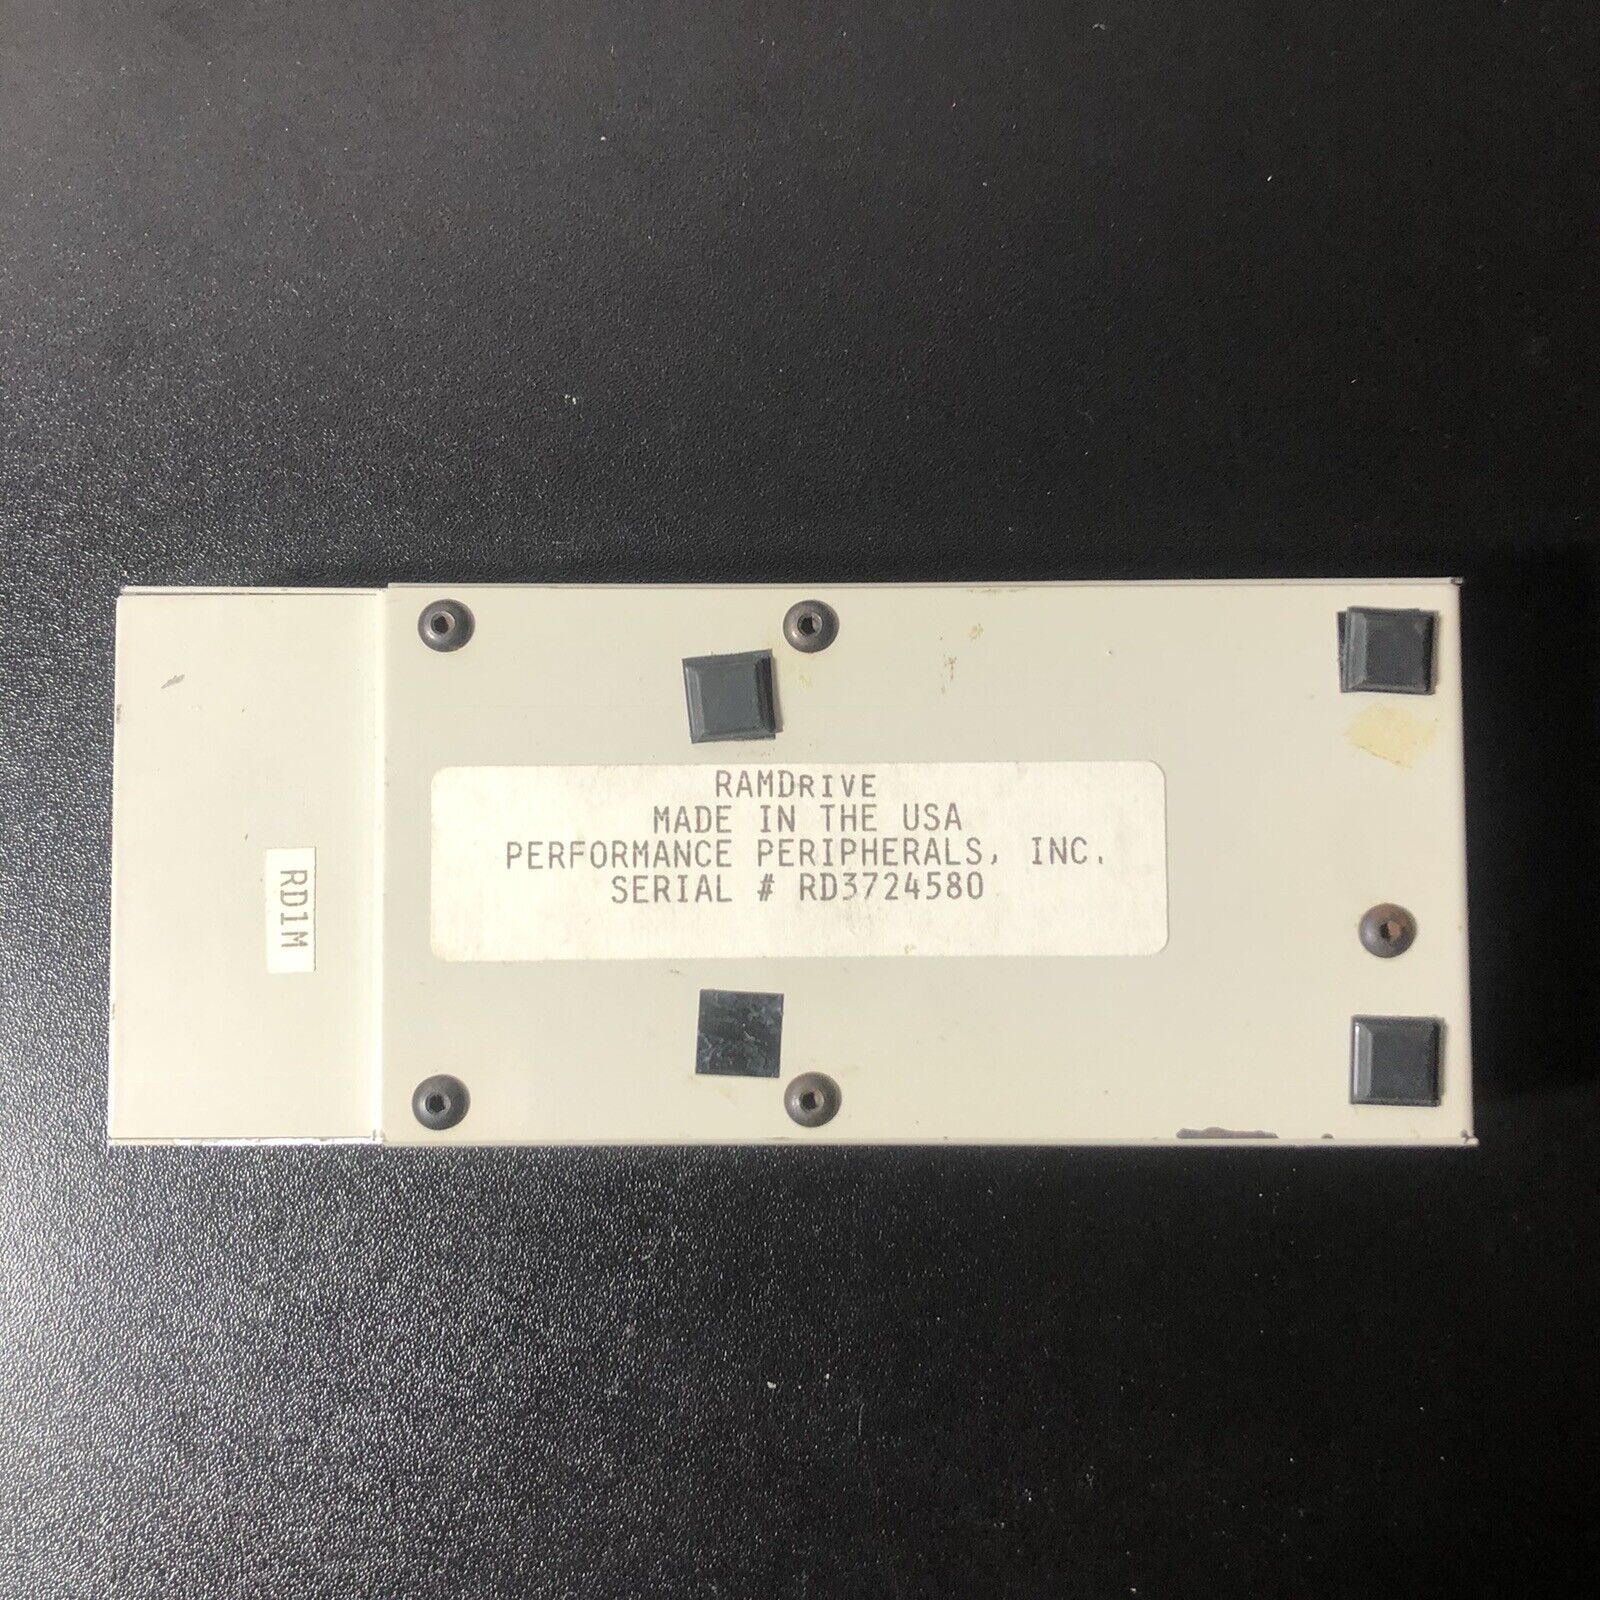 RAMDRIVE
MADE IN THE USA
PERFORMANCE PERIPHERALS, INC.
SERIAL # RD3724580
RD1M